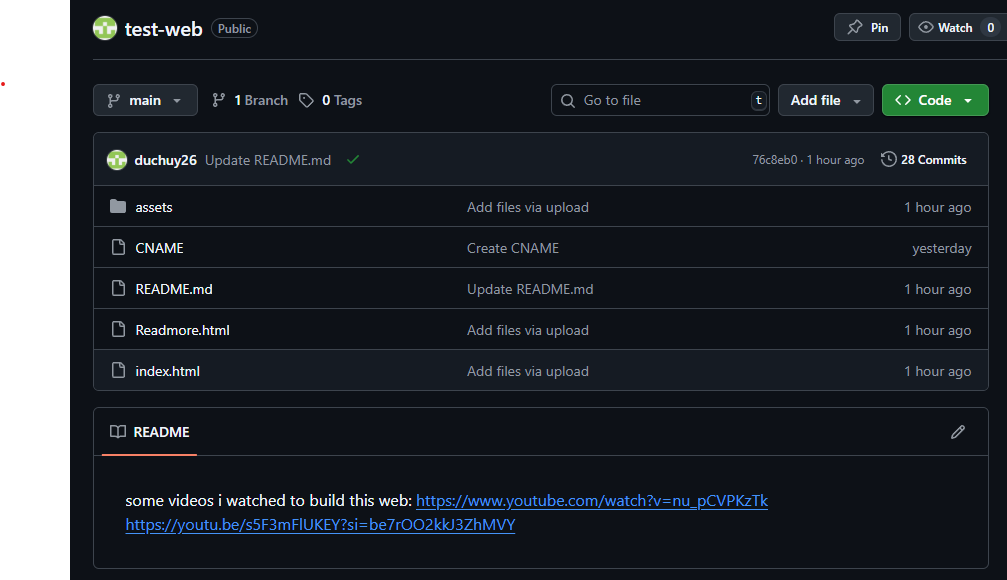 test-web Public Pin Watch 0
main 1 Branch 0 Tags Go to file t Add file <> Code
duchuy26 Update README.md 76c8eb0 · 1 hour ago 28 Commits
assets Add files via upload 1 hour ago
CNAME Create CNAME yesterday
README.md Update README.md 1 hour ago
Readmore.html Add files via upload 1 hour ago
index.html Add files via upload 1 hour ago
README
some videos i watched to build this web: https://www.youtube.com/watch?v=nu_pCVPKzTk
https://youtu.be/s5F3mFlUKEY?si=be7rOO2kkJ3ZhMVY